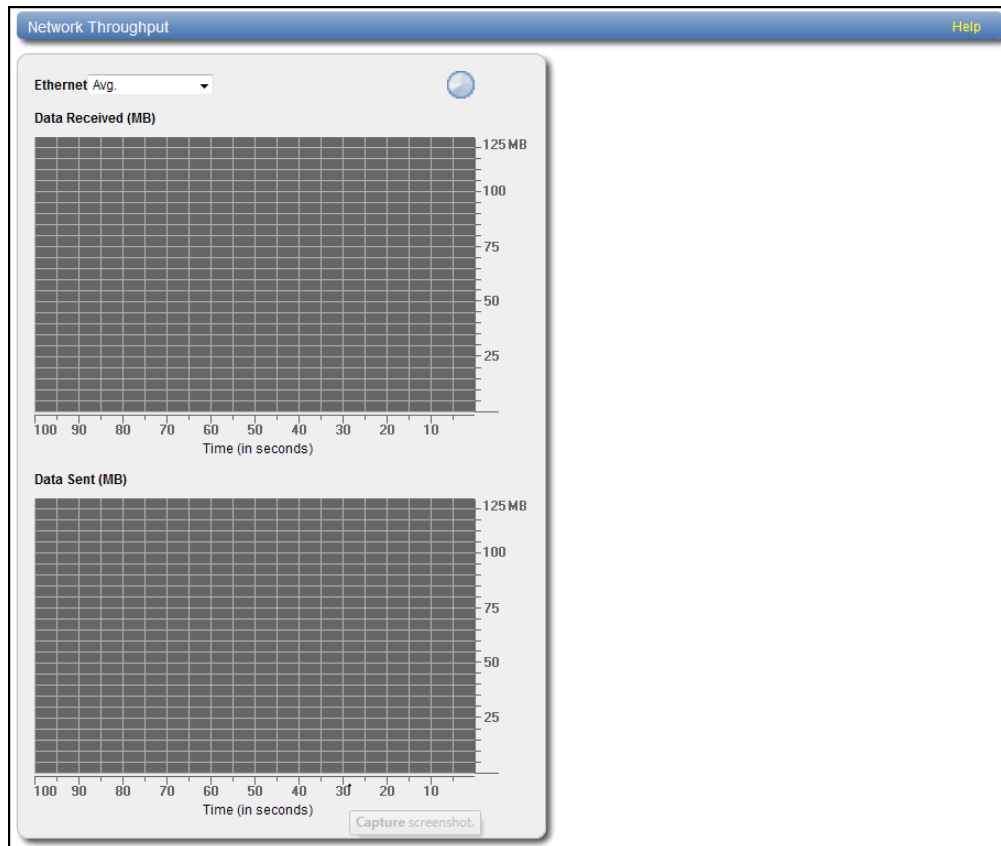 Network Throughput Help
Ethernet Avg.
Data Received (MB)
125 MB
100
75
50
25
100 90 80 70 60 50 40 30 20 10
Time (in seconds)
Data Sent (MB)
125 MB
100
75
50
25
100 90 80 70 60 50 40 30 20 10
Time (in seconds)
Capture screenshot.